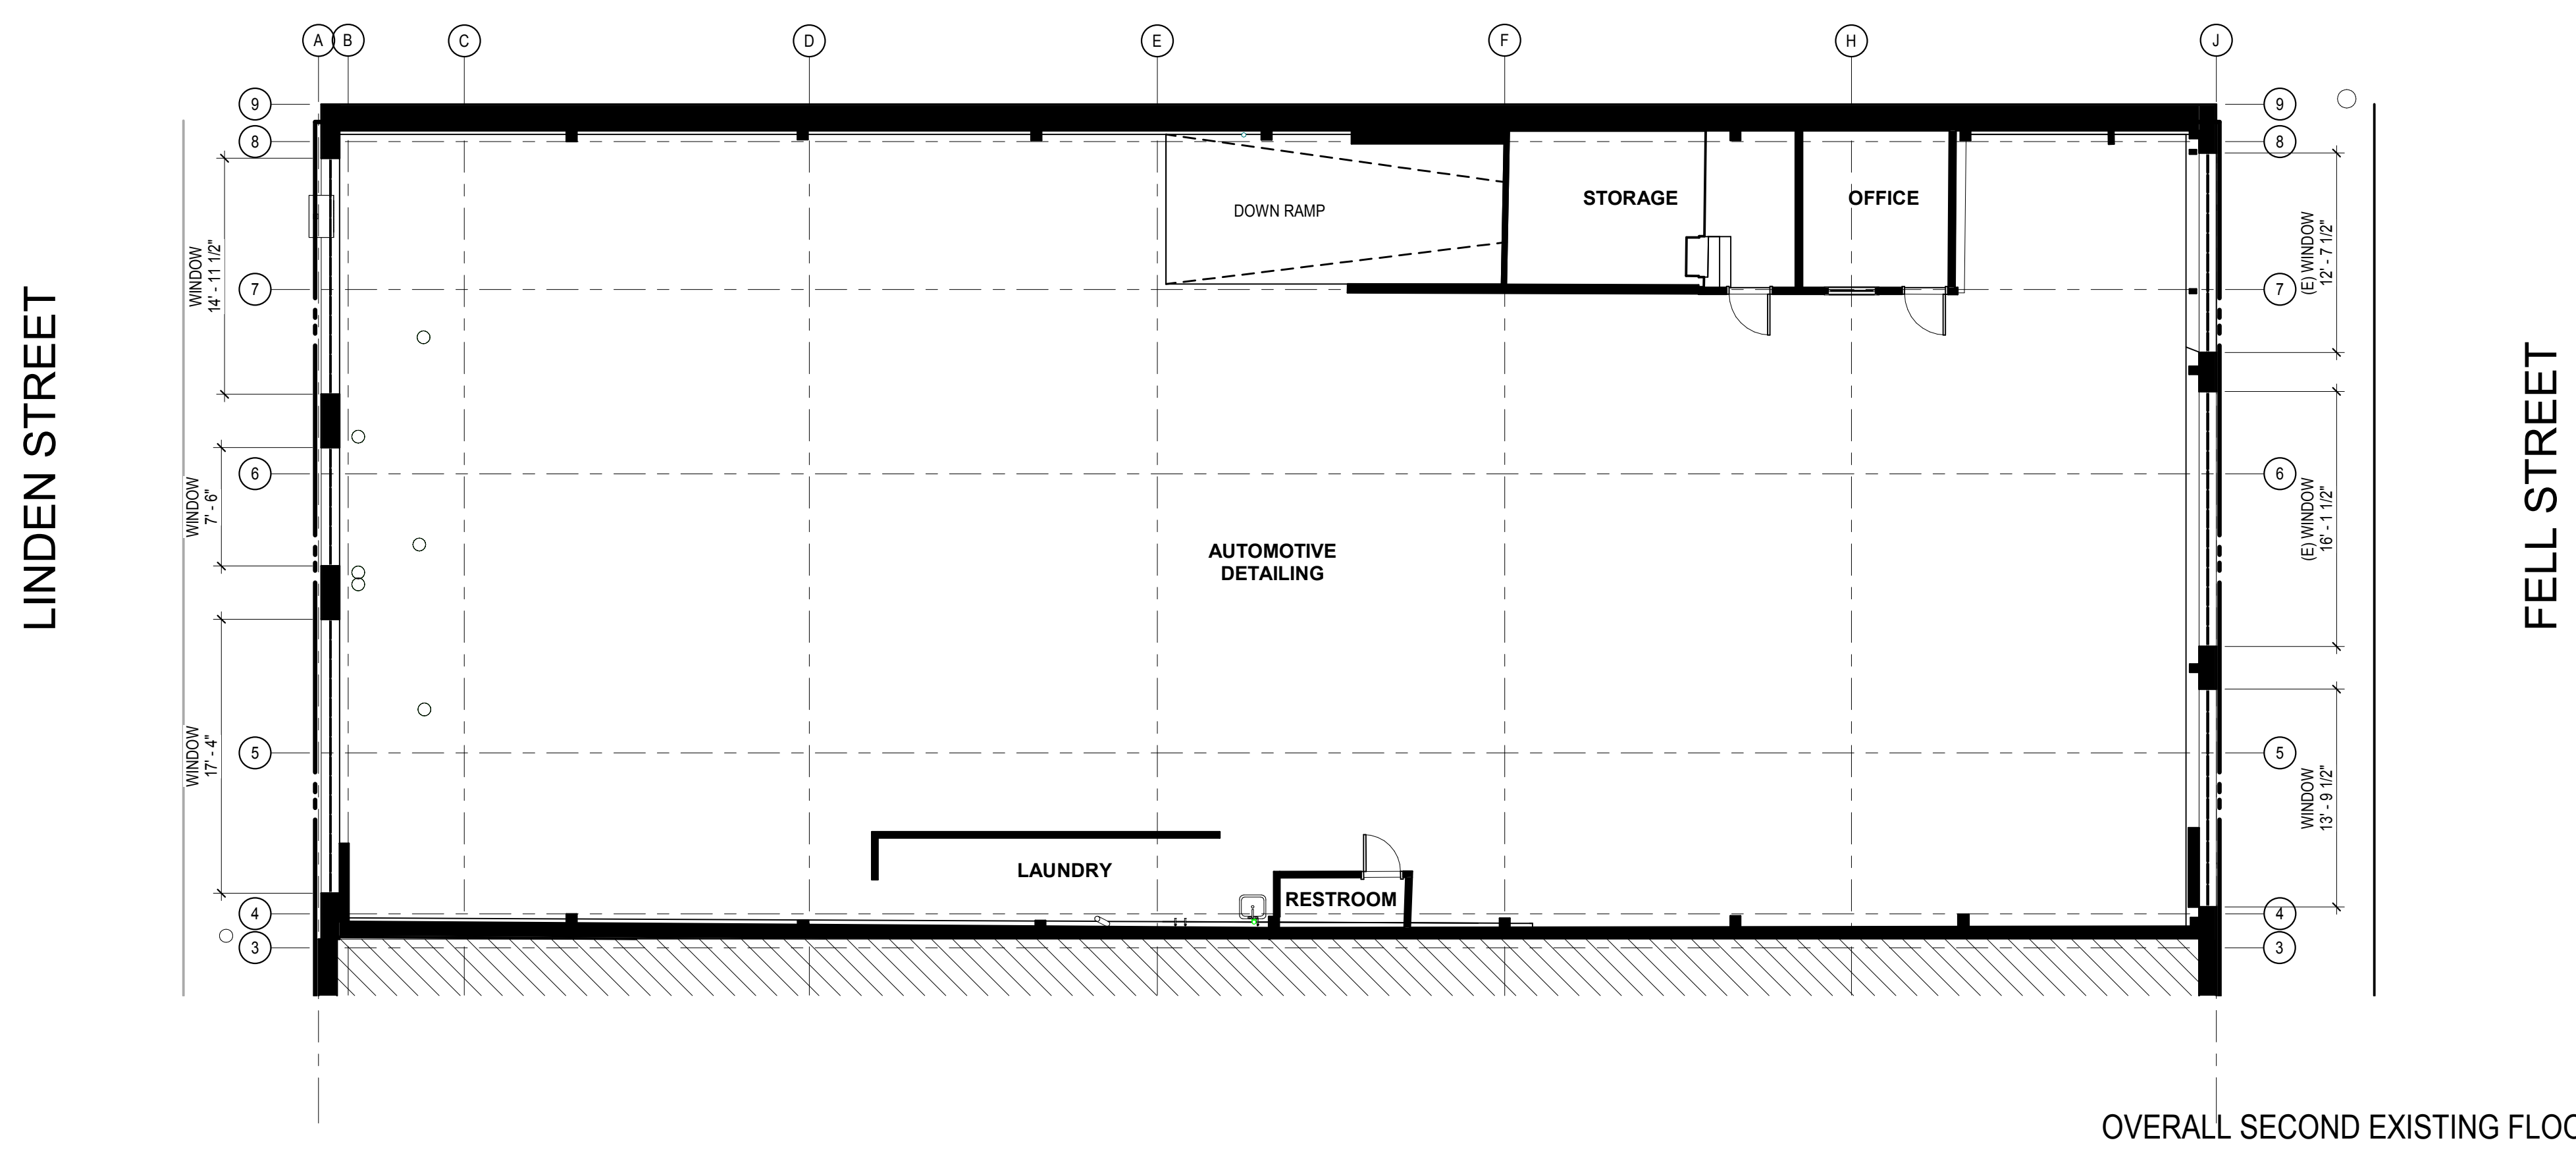 A B C D E F H J
9
9
8
8
STORAGE
OFFICE
DOWN RAMP
WINDOW
14' - 11 1/2"
(E) WINDOW
12' - 7 1/2"
7
7
LINDEN STREET
FELL STREET
6
6
WINDOW
7' - 6"
(E) WINDOW
16' - 1 1/2"
AUTOMOTIVE
DETAILING
5
5
WINDOW
17' - 4"
WINDOW
13' - 9 1/2"
LAUNDRY
RESTROOM
4
4
3
3
OVERALL SECOND EXISTING FLOO